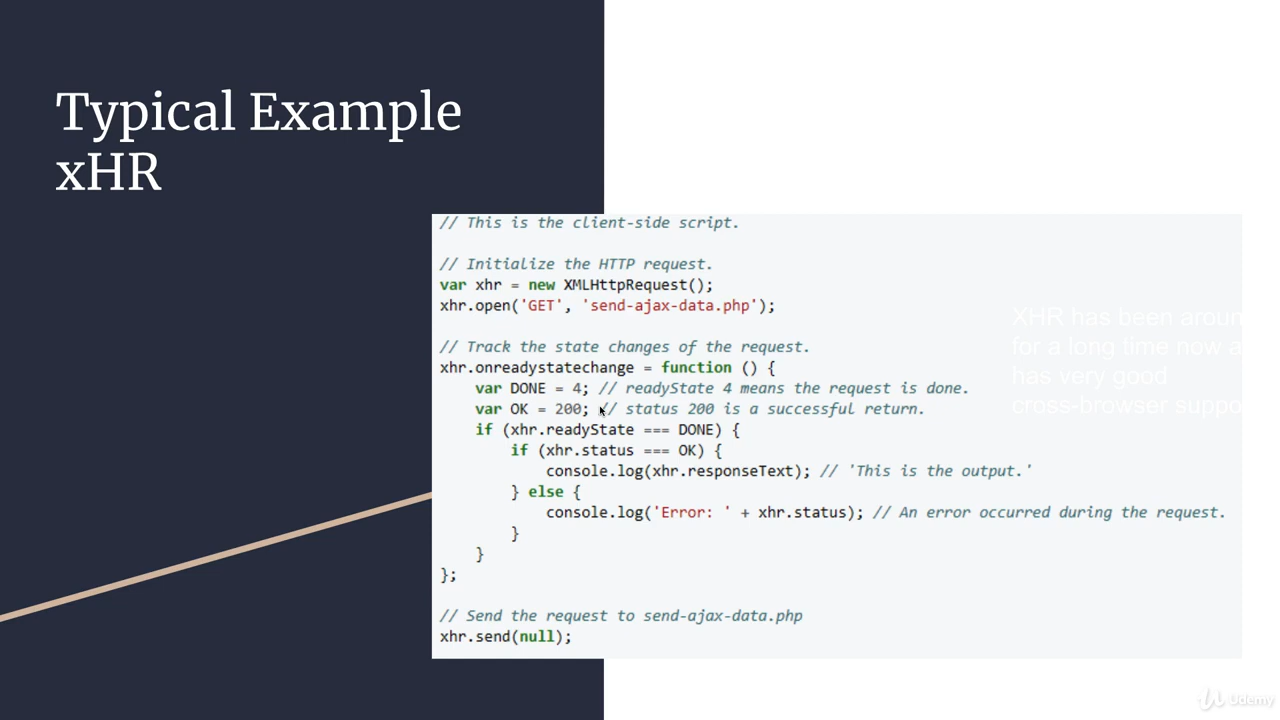 Typical Example
xHR
// This is the client-side script.
// Initialize the HTTP request.
var xhr = new XMLHttpRequest();
xhr.open('GET', 'send-ajax-data.php');
// Track the state changes of the request.
xhr.onreadystatechange = function () {
    var DONE = 4; // readyState 4 means the request is done.
    var OK = 200; // status 200 is a successful return.
    if (xhr.readyState === DONE) {
        if (xhr.status === OK) {
            console.log(xhr.responseText); // 'This is the output.'
        } else {
            console.log('Error: ' + xhr.status); // An error occurred during the request.
        }
    }
};
// Send the request to send-ajax-data.php
xhr.send(null);
XHR has been
for a long time now
has very good
cross-browser
Udemy